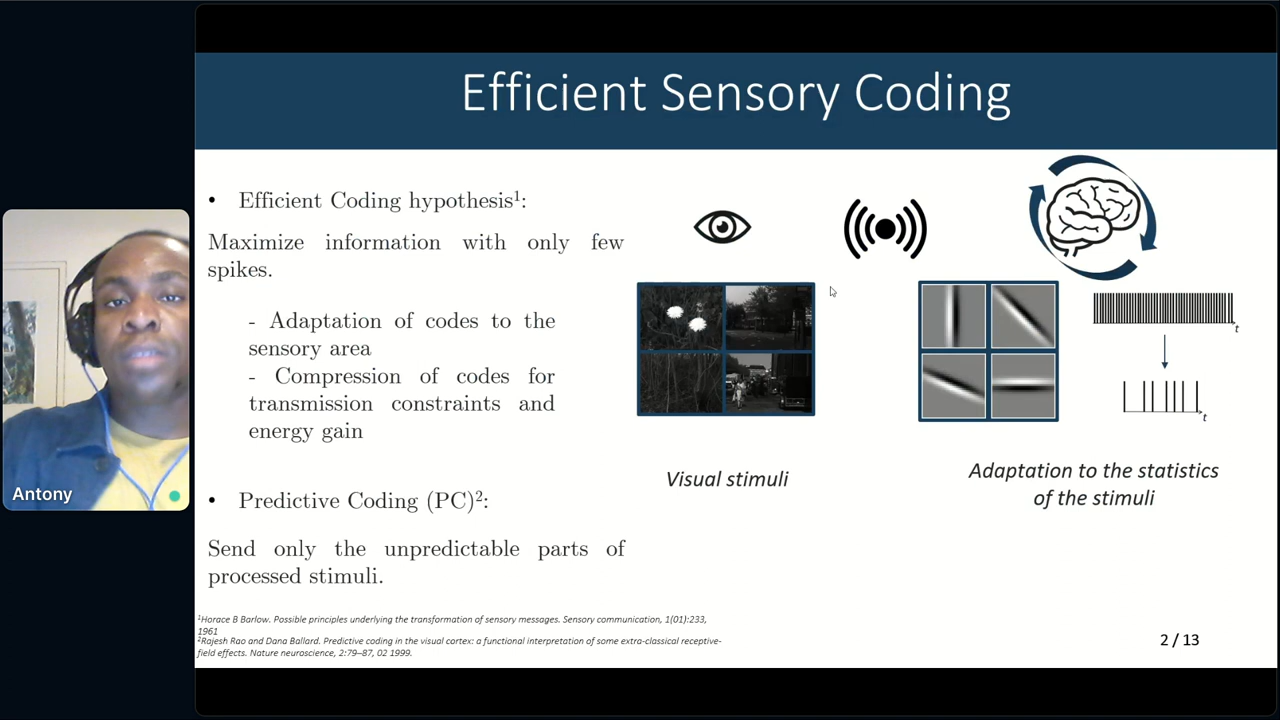 Efficient Sensory Coding
• Efficient Coding hypothesis¹:
Maximize information with only few
spikes.
- Adaptation of codes to the
sensory area
- Compression of codes for
transmission constraints and
energy gain
• Predictive Coding (PC)²:
Send only the unpredictable parts of
processed stimuli.
¹Horace B Barlow. Possible principles underlying the transformation of sensory messages. Sensory communication, 1(01):233,
1961
²Rajesh Rao and Dana Ballard. Predictive coding in the visual cortex: a functional interpretation of some extra-classical receptive-
field effects. Nature neuroscience, 2:79–87, 02 1999.
Visual stimuli
t
t
Adaptation to the statistics
of the stimuli
2 / 13
Antony